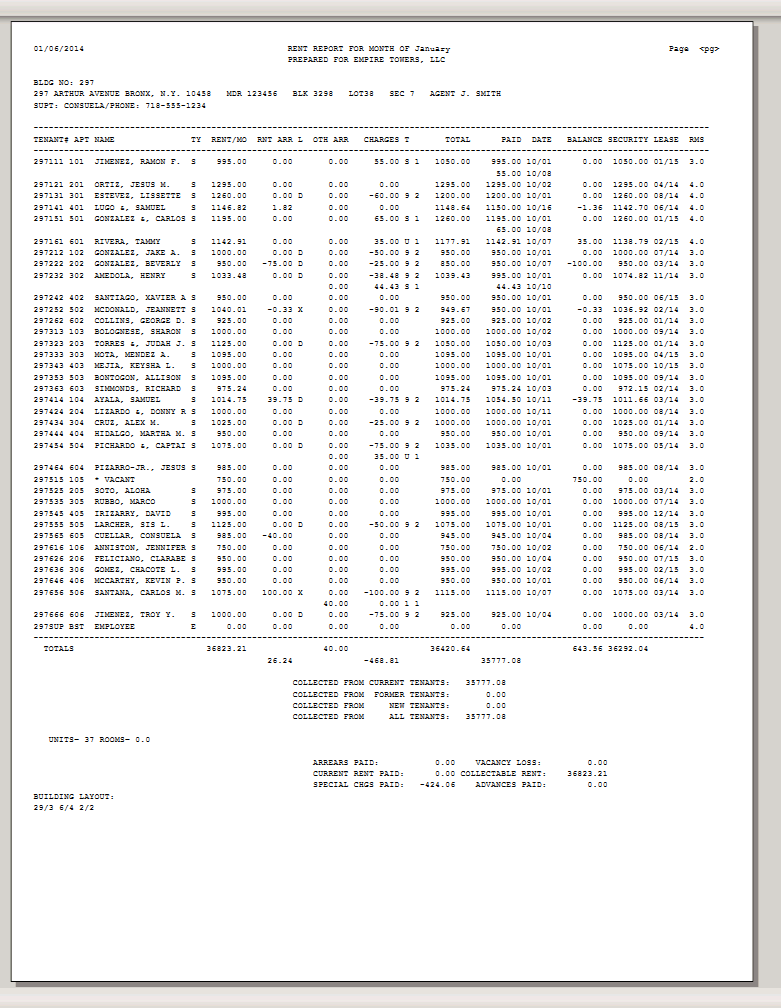 01/06/2014 RENT REPORT FOR MONTH OF January Page <pg>
PREPARED FOR EMPIRE TOWERS, LLC
BLDG NO: 297
297 ARTHUR AVENUE BRONX, N.Y. 10458 MDR 123456 BLK 3298 LOT38 SEC 7 AGENT J. SMITH
SUPT: CONSUELA/PHONE: 718-555-1234
TENANT# APT NAME TY RENT/MO RNT ARR L OTH ARR CHARGES T TOTAL PAID DATE BALANCE SECURITY LEASE RMS
297111 101 JIMENEZ, RAMON F. S 995.00 0.00 0.00 55.00 S 1 1050.00 995.00 10/01 0.00 1050.00 01/15 3.0
55.00 10/08
297121 201 ORTIZ, JESUS M. S 1295.00 0.00 0.00 0.00 1295.00 1295.00 10/02 0.00 1295.00 04/14 4.0
297131 301 ESTEVEZ, LISSETTE S 1260.00 0.00 D 0.00 -60.00 9 2 1200.00 1200.00 10/01 0.00 1260.00 08/14 4.0
297141 401 LUGO &, SAMUEL S 1146.82 1.82 0.00 0.00 1148.64 1150.00 10/16 -1.36 1142.70 06/14 4.0
297151 501 GONZALEZ &, CARLOS S 1195.00 0.00 0.00 65.00 S 1 1260.00 1195.00 10/01 0.00 1260.00 01/15 4.0
65.00 10/08
297161 601 RIVERA, TAMMY S 1142.91 0.00 0.00 35.00 U 1 1177.91 1142.91 10/07 35.00 1138.79 02/15 4.0
297212 102 GONZALEZ, JAKE A. S 1000.00 0.00 D 0.00 -50.00 9 2 950.00 950.00 10/01 0.00 1000.00 07/14 3.0
297222 202 GONZALEZ, BEVERLY S 950.00 -75.00 D 0.00 -25.00 9 2 850.00 950.00 10/07 -100.00 950.00 03/14 3.0
297232 302 AMEDOLA, HENRY S 1033.48 0.00 D 0.00 -38.48 9 2 1039.43 995.00 10/01 0.00 1074.82 11/14 3.0
0.00 44.43 S 1 44.43 10/10
297242 402 SANTIAGO, XAVIER A S 950.00 0.00 0.00 0.00 950.00 950.00 10/01 0.00 950.00 06/15 3.0
297252 502 MCDONALD, JEANNETT S 1040.01 -0.33 X 0.00 -90.01 9 2 949.67 950.00 10/01 -0.33 1036.92 02/14 3.0
297262 602 COLLINS, GEORGE D. S 925.00 0.00 0.00 0.00 925.00 925.00 10/02 0.00 925.00 01/14 3.0
297313 103 BOLOGNESE, SHARON S 1000.00 0.00 0.00 0.00 1000.00 1000.00 10/02 0.00 1000.00 09/14 3.0
297323 203 TORRES &, JUDAH J. S 1125.00 0.00 D 0.00 -75.00 9 2 1050.00 1050.00 10/03 0.00 1125.00 01/14 3.0
297333 303 MOTA, MENDEZ A. S 1095.00 0.00 0.00 0.00 1095.00 1095.00 10/01 0.00 1095.00 04/15 3.0
297343 403 MEJIA, KEYSHA L. S 1000.00 0.00 0.00 0.00 1000.00 1000.00 10/01 0.00 1075.00 10/15 3.0
297353 503 BONTOGON, ALLISON S 1095.00 0.00 0.00 0.00 1095.00 1095.00 10/01 0.00 1095.00 09/14 3.0
297363 603 SIMMONDS, RICHARD S 975.24 0.00 0.00 0.00 975.24 975.24 10/03 0.00 972.15 02/14 3.0
297414 104 AYALA, SAMUEL S 1014.75 39.75 D 0.00 -39.75 9 2 1014.75 1054.50 10/11 -39.75 1011.66 03/14 3.0
297424 204 LIZARDO &, DONNY R S 1000.00 0.00 0.00 0.00 1000.00 1000.00 10/11 0.00 1000.00 08/14 3.0
297434 304 CRUZ, ALEX M. S 1025.00 0.00 D 0.00 -25.00 9 2 1000.00 1000.00 10/01 0.00 1025.00 01/14 3.0
297444 404 HIDALGO, MARTHA M. S 950.00 0.00 0.00 0.00 950.00 950.00 10/01 0.00 950.00 09/14 3.0
297454 504 PICHARDO &, CAPTAI S 1075.00 0.00 D 0.00 -75.00 9 2 1035.00 1035.00 10/01 0.00 1075.00 05/14 3.0
0.00 35.00 U 1
297464 604 PIZARRO-JR., JESUS S 985.00 0.00 0.00 0.00 985.00 985.00 10/01 0.00 985.00 08/14 3.0
297515 105 * VACANT 750.00 0.00 0.00 0.00 750.00 0.00 750.00 0.00 2.0
297525 205 SOTO, ALOHA S 975.00 0.00 0.00 0.00 975.00 975.00 10/01 0.00 975.00 03/14 3.0
297535 305 RUBBO, MARCO S 1000.00 0.00 0.00 0.00 1000.00 1000.00 10/01 0.00 1000.00 07/14 3.0
297545 405 IRIZARRY, DAVID S 995.00 0.00 0.00 0.00 995.00 995.00 10/01 0.00 995.00 12/14 3.0
297555 505 LARCHER, SIS L. S 1125.00 0.00 D 0.00 -50.00 9 2 1075.00 1075.00 10/01 0.00 1125.00 08/15 3.0
297565 605 CUELLAR, CONSUELA S 985.00 -40.00 0.00 0.00 945.00 945.00 10/04 0.00 985.00 08/14 3.0
297616 106 ANNISTON, JENNIFER S 750.00 0.00 0.00 0.00 750.00 750.00 10/02 0.00 750.00 06/14 2.0
297626 206 FELICIANO, CLARABE S 950.00 0.00 0.00 0.00 950.00 950.00 10/04 0.00 950.00 07/15 3.0
297636 306 GOMEZ, CHACOTE L. S 995.00 0.00 0.00 0.00 995.00 995.00 10/02 0.00 995.00 02/15 3.0
297646 406 MCCARTHY, KEVIN P. S 950.00 0.00 0.00 0.00 950.00 950.00 10/01 0.00 950.00 06/14 3.0
297656 506 SANTANA, CARLOS M. S 1075.00 100.00 X 0.00 -100.00 9 2 1115.00 1115.00 10/07 0.00 1075.00 03/14 3.0
40.00 0.00 1 1
297666 606 JIMENEZ, TROY Y. S 1000.00 0.00 D 0.00 -75.00 9 2 925.00 925.00 10/04 0.00 1000.00 03/14 3.0
297SUP BST EMPLOYEE E 0.00 0.00 0.00 0.00 0.00 0.00 0.00 0.00 4.0
TOTALS 36823.21 40.00 36420.64 643.56 36292.04
26.24 -468.81 35777.08
COLLECTED FROM CURRENT TENANTS: 35777.08
COLLECTED FROM FORMER TENANTS: 0.00
COLLECTED FROM NEW TENANTS: 0.00
COLLECTED FROM ALL TENANTS: 35777.08
UNITS- 37 ROOMS- 0.0
ARREARS PAID: 0.00 VACANCY LOSS: 0.00
CURRENT RENT PAID: 0.00 COLLECTABLE RENT: 36823.21
SPECIAL CHGS PAID: -424.06 ADVANCES PAID: 0.00
BUILDING LAYOUT:
29/3 6/4 2/2